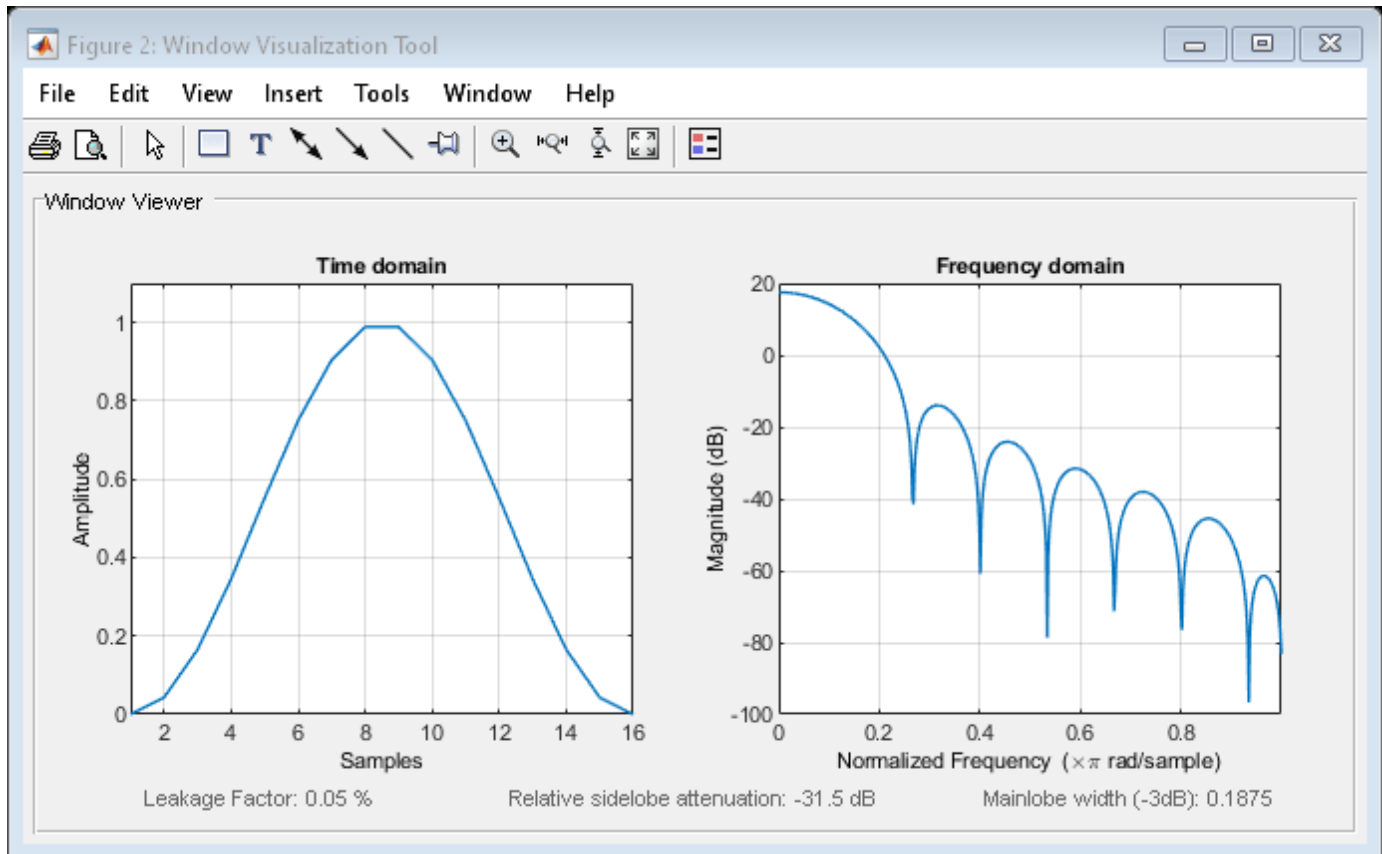 Figure 2: Window Visualization Tool
File Edit View Insert Tools Window Help
T
Window Viewer
Time domain
Amplitude
1
0.8
0.6
0.4
0.2
0
2 4 6 8 10 12 14 16
Samples
Frequency domain
Magnitude (dB)
20
0
-20
-40
-60
-80
-100
0 0.2 0.4 0.6 0.8
Normalized Frequency (×π rad/sample)
Leakage Factor: 0.05 %
Relative sidelobe attenuation: -31.5 dB
Mainlobe width (-3dB): 0.1875